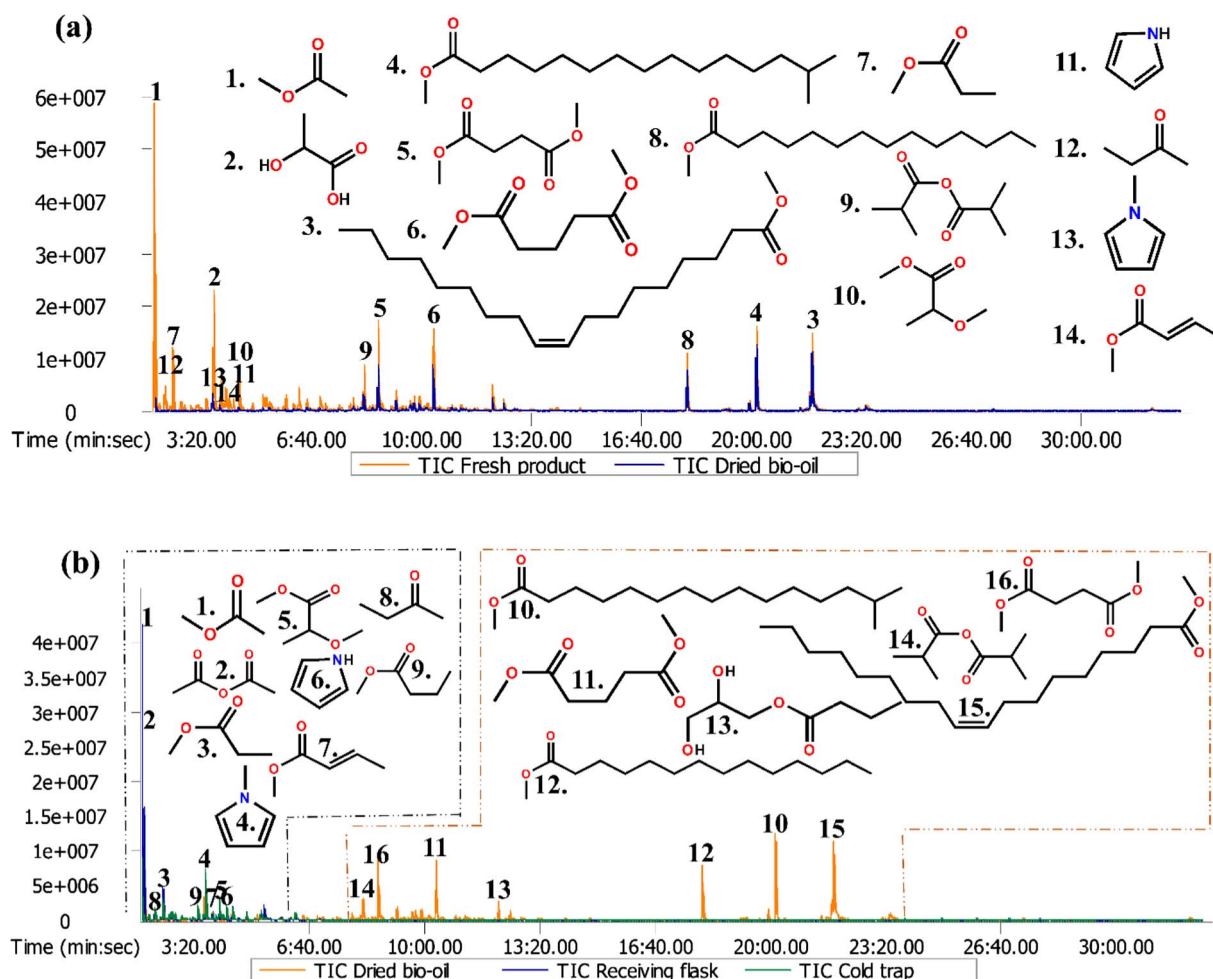 (a)
1.
O
O
2.
HO
O
OH
3.
4.
O
O
5.
O
O
O
O
6.
O
O
O
O
O
O
7.
O
O
8.
O
O
9.
O
O
O
10.
O
O
O
11.
NH
12.
O
13.
N
14.
O
O
6e+007
5e+007
4e+007
3e+007
2e+007
1e+007
0
1
7
12
2
13
14
10
11
9
5
6
8
4
3
Time (min:sec) 3:20.00 6:40.00 10:00.00 13:20.00 16:40.00 20:00.00 23:20.00 26:40.00 30:00.00
TIC Fresh product TIC Dried bio-oil
(b)
1.
O
O
2.
O
O
O
3.
O
O
4.
N
5.
O
O
O
6.
NH
7.
O
O
8.
O
9.
O
O
10.
O
O
11.
O
O
O
O
12.
O
O
13.
OH
OH
O
O
14.
O
O
O
15.
O
O
16.
O
O
O
O
4e+007
3.5e+007
3e+007
2.5e+007
2e+007
1.5e+007
1e+007
5e+006
0
1
2
8
3
9
4
7
5
6
14
16
11
13
12
10
15
Time (min:sec) 3:20.00 6:40.00 10:00.00 13:20.00 16:40.00 20:00.00 23:20.00 26:40.00 30:00.00
TIC Dried bio-oil TIC Receiving flask TIC Cold trap